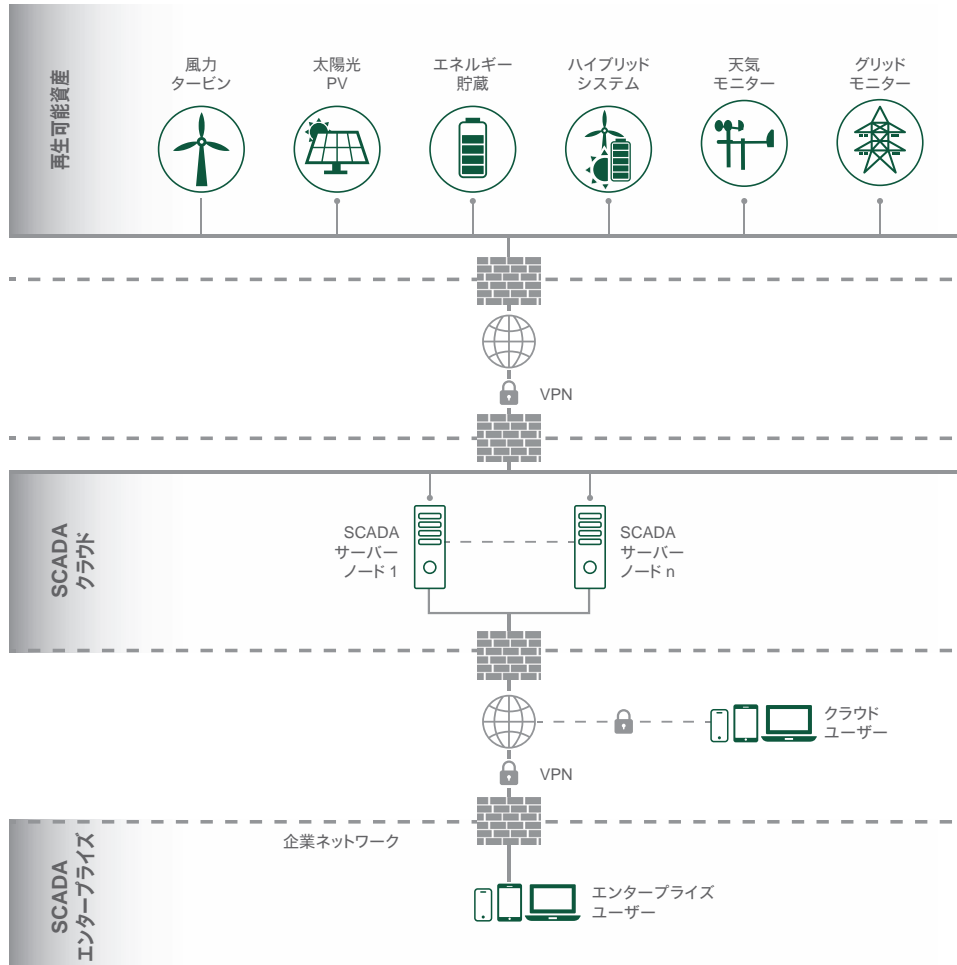 再生可能資産
風力
タービン
太陽光
PV
エネルギー
貯蔵
ハイブリッド
システム
天気
モニター
グリッド
モニター
VPN
SCADA
クラウド
SCADA
サーバー
ノード 1
SCADA
サーバー
ノード n
クラウド
ユーザー
VPN
SCADA
エンタープライズ
企業ネットワーク
エンタープライズ
ユーザー